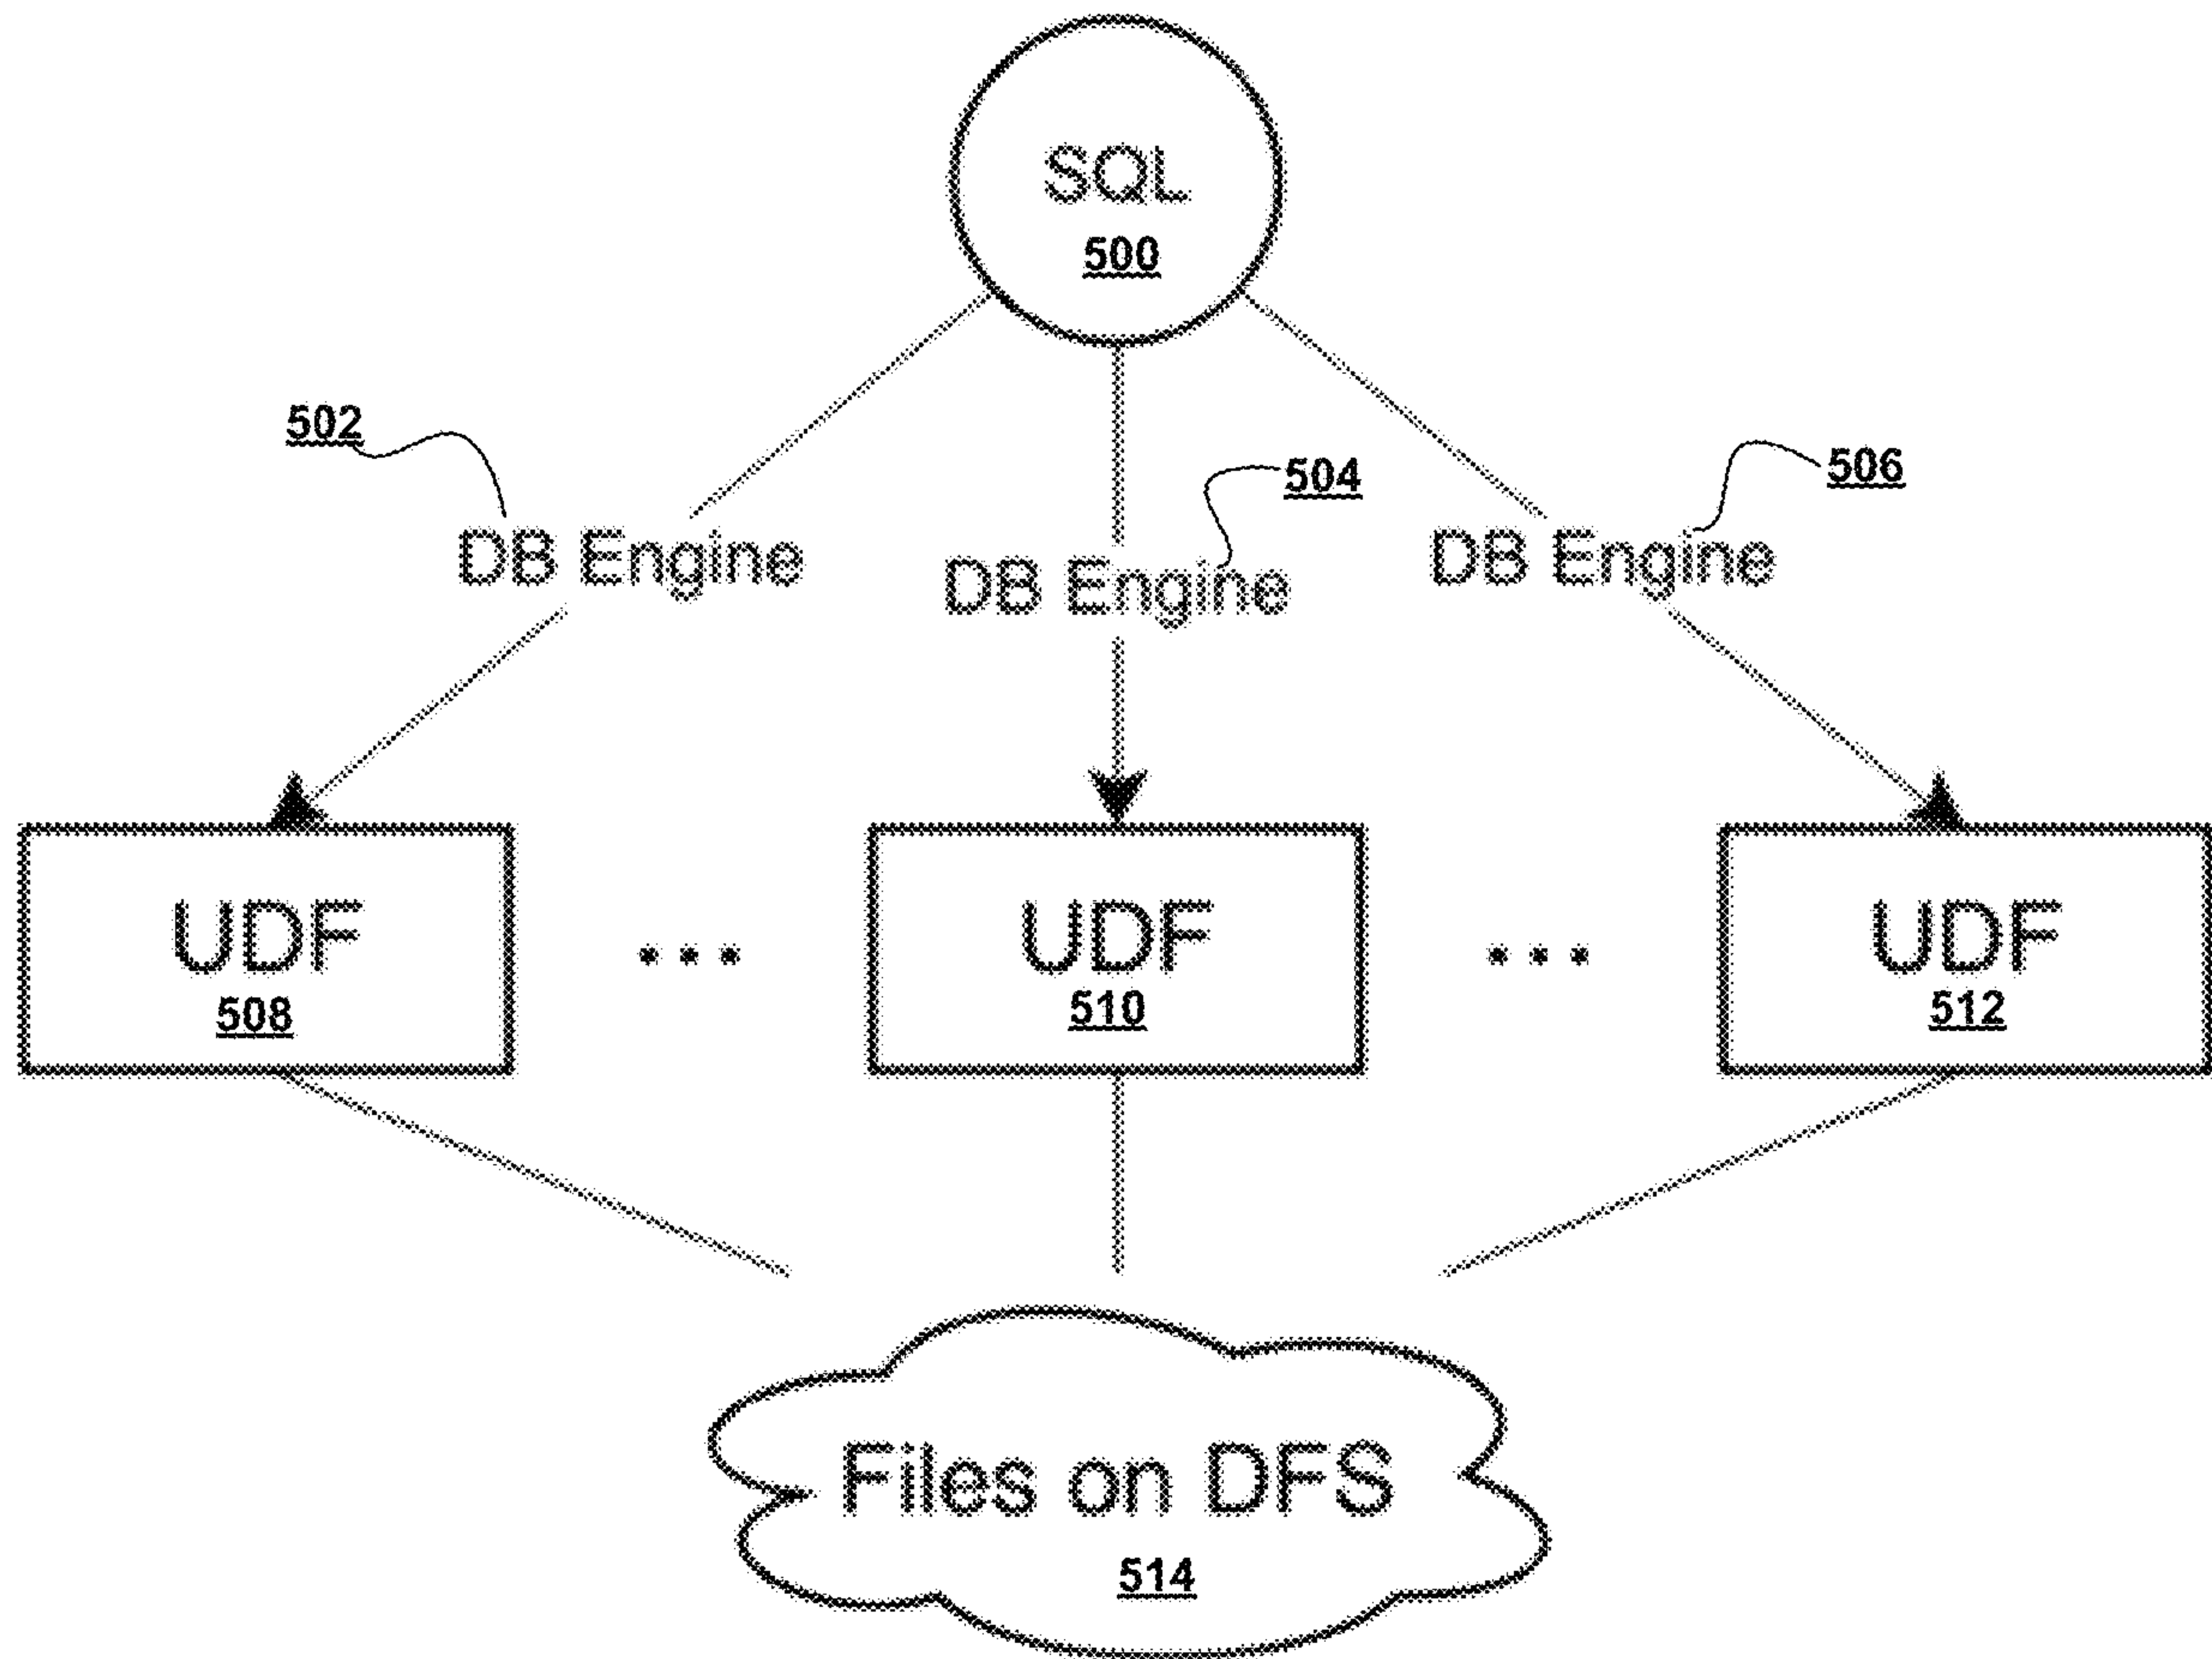 SQL
500
502
504
506
DB Engine
DB Engine
DB Engine
UDF
508
...
UDF
510
...
UDF
512
Files on DFS
514